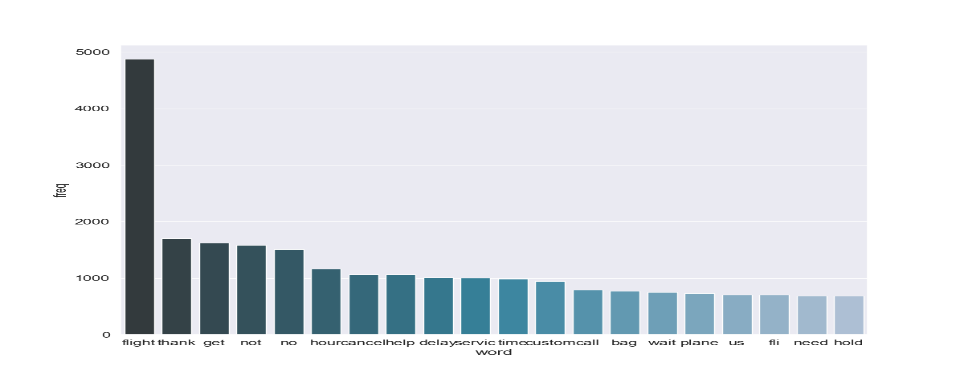 5000
4000
3000
2000
1000
0
freq
flight thank get not no hour cancel help delay servic time custom call bag wait plane us fli need hold
word